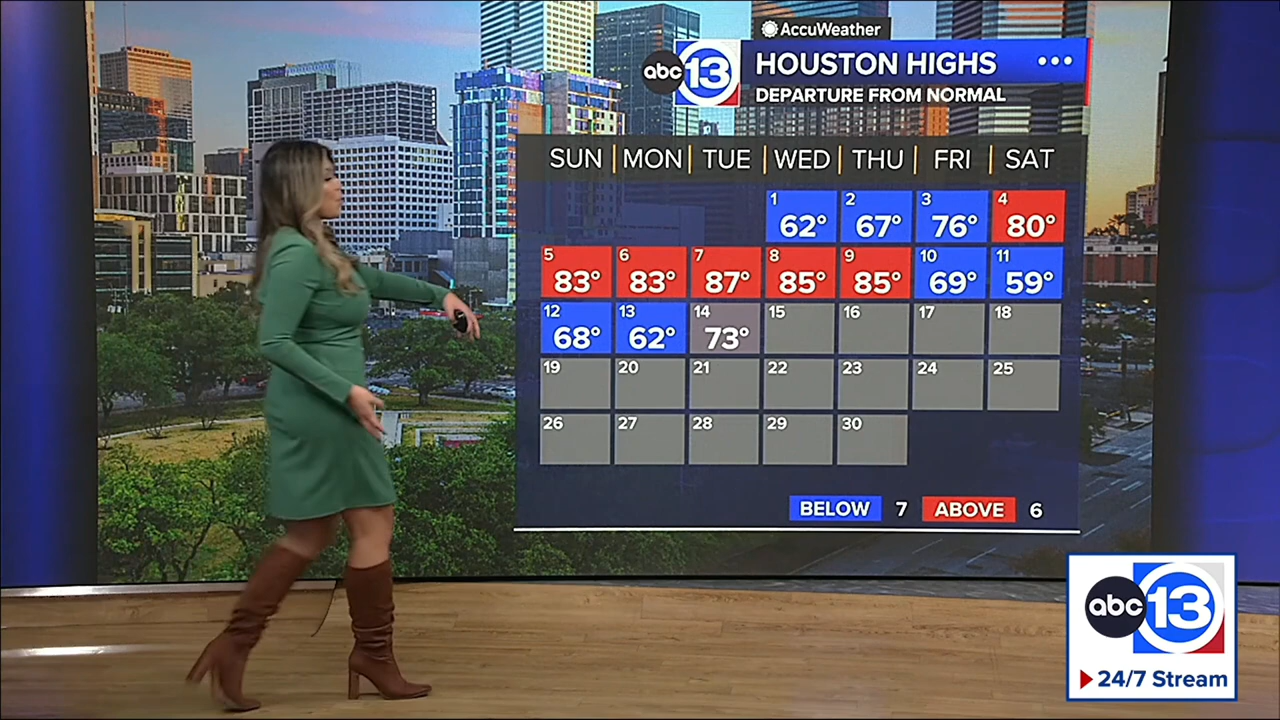 AccuWeather
abc 13
HOUSTON HIGHS
DEPARTURE FROM NORMAL
SUN MON TUE WED THU FRI SAT
1 2 3 4
62° 67° 76° 80°
5 6 7 8 9 10 11
83° 83° 87° 85° 85° 69° 59°
12 13 14 15 16 17 18
68° 62° 73°
19 20 21 22 23 24 25
26 27 28 29 30
BELOW 7 ABOVE 6
abc 13
24/7 Stream